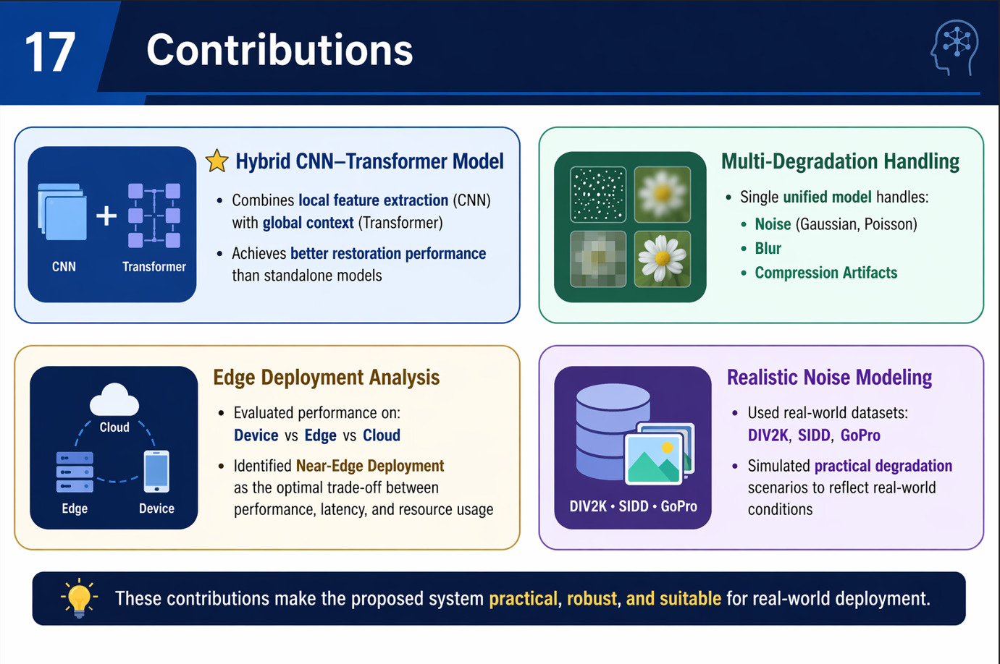 17
Contributions
CNN
+
Transformer
Hybrid CNN–Transformer Model
• Combines local feature extraction (CNN)
with global context (Transformer)
• Achieves better restoration performance
than standalone models
Multi-Degradation Handling
• Single unified model handles:
• Noise (Gaussian, Poisson)
• Blur
• Compression Artifacts
Cloud
Edge
Device
Edge Deployment Analysis
• Evaluated performance on:
Device vs Edge vs Cloud
• Identified Near-Edge Deployment
as the optimal trade-off between
performance, latency, and resource usage
DIV2K • SIDD • GoPro
Realistic Noise Modeling
• Used real-world datasets:
DIV2K, SIDD, GoPro
• Simulated practical degradation
scenarios to reflect real-world
conditions
These contributions make the proposed system practical, robust, and suitable for real-world deployment.